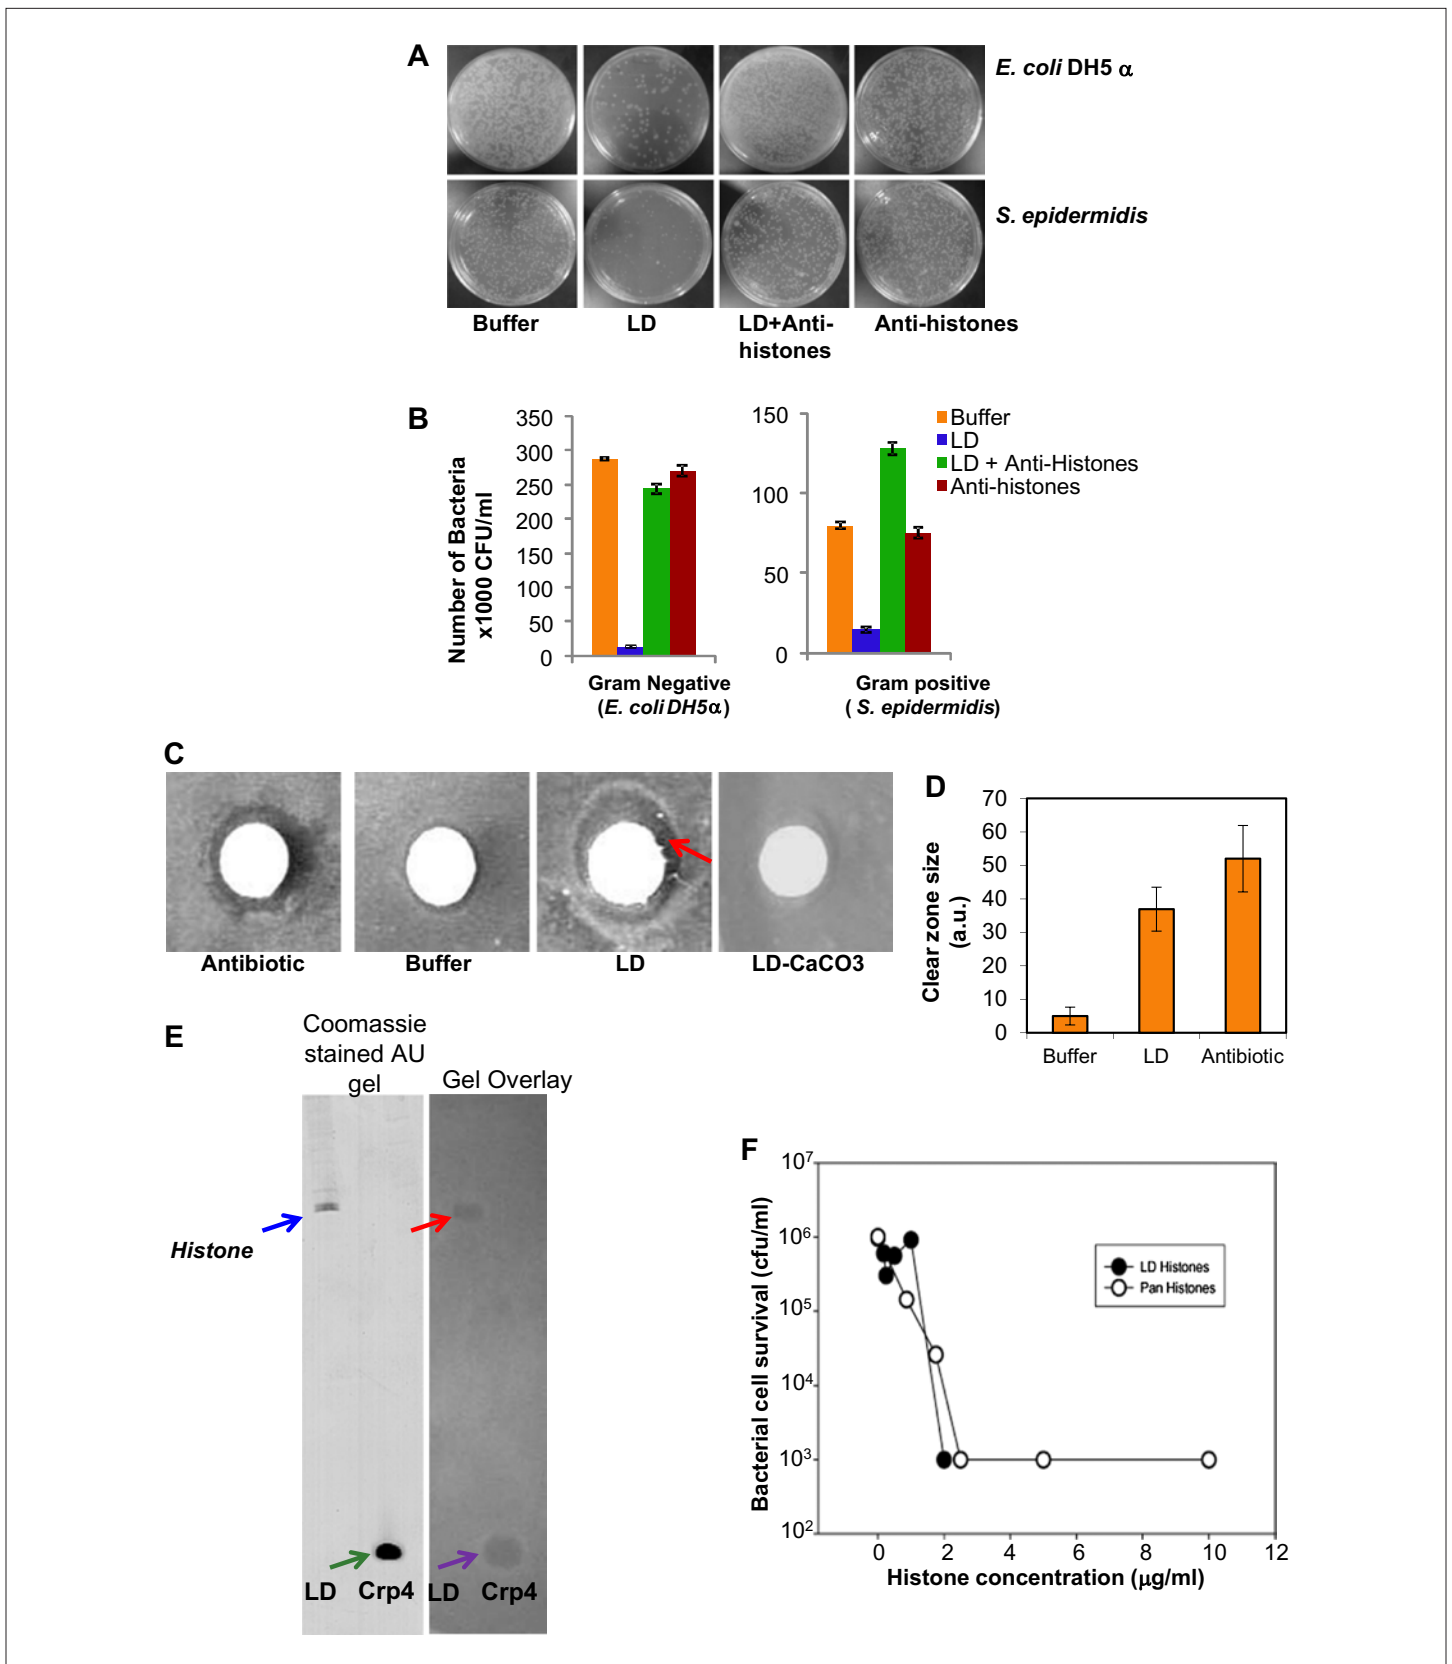 A
E. coli DH5 α
S. epidermidis
Buffer
LD
LD+Anti-
histones
Anti-histones
B
Number of Bacteria
x1000 CFU/ml
350
300
250
200
150
100
50
0
Gram Negative
(E. coli DH5α)
150
100
50
0
Gram positive
( S. epidermidis)
Buffer
LD
LD + Anti-Histones
Anti-histones
C
Antibiotic
Buffer
LD
LD-CaCO3
D
Clear zone size
(a.u.)
70
60
50
40
30
20
10
0
Buffer
LD
Antibiotic
E
Coomassie
stained AU
gel
Gel Overlay
Histone
LD
Crp4
LD
Crp4
F
Bacterial cell survival (cfu/ml)
10⁷
10⁶
10⁵
10⁴
10³
10²
LD Histones
Pan Histones
0 2 4 6 8 10 12
Histone concentration (μg/ml)